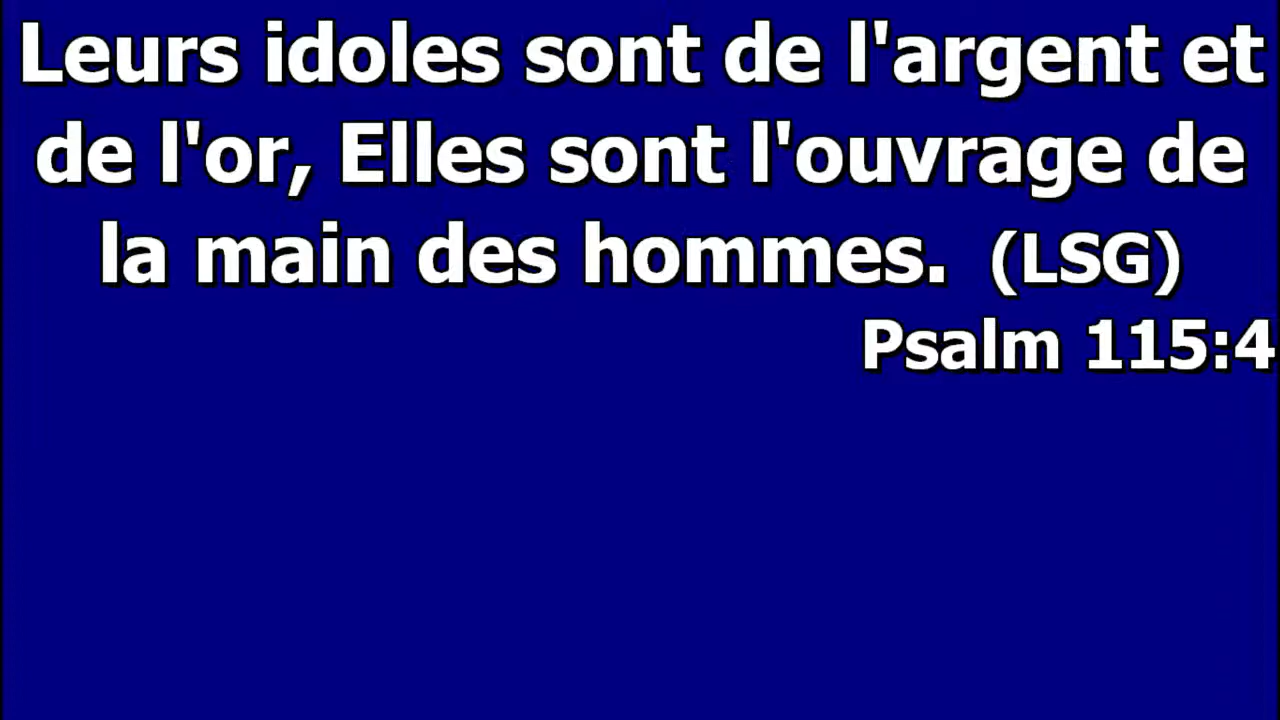 Leurs idoles sont de l'argent et
de l'or, Elles sont l'ouvrage de
la main des hommes. (LSG)
Psalm 115:4